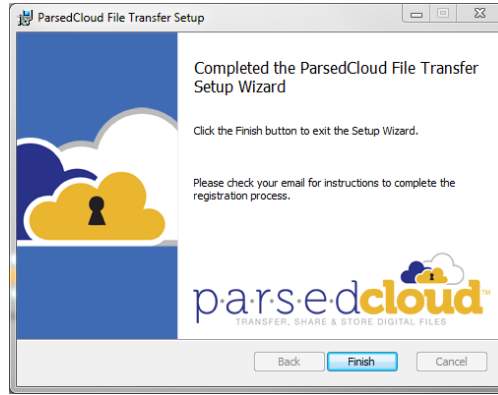 ParsedCloud File Transfer Setup
Completed the ParsedCloud File Transfer
Setup Wizard
Click the Finish button to exit the Setup Wizard.
Please check your email for instructions to complete the
registration process.
p·a·r·s·e·dcloud™
TRANSFER, SHARE & STORE DIGITAL FILES
Back Finish Cancel